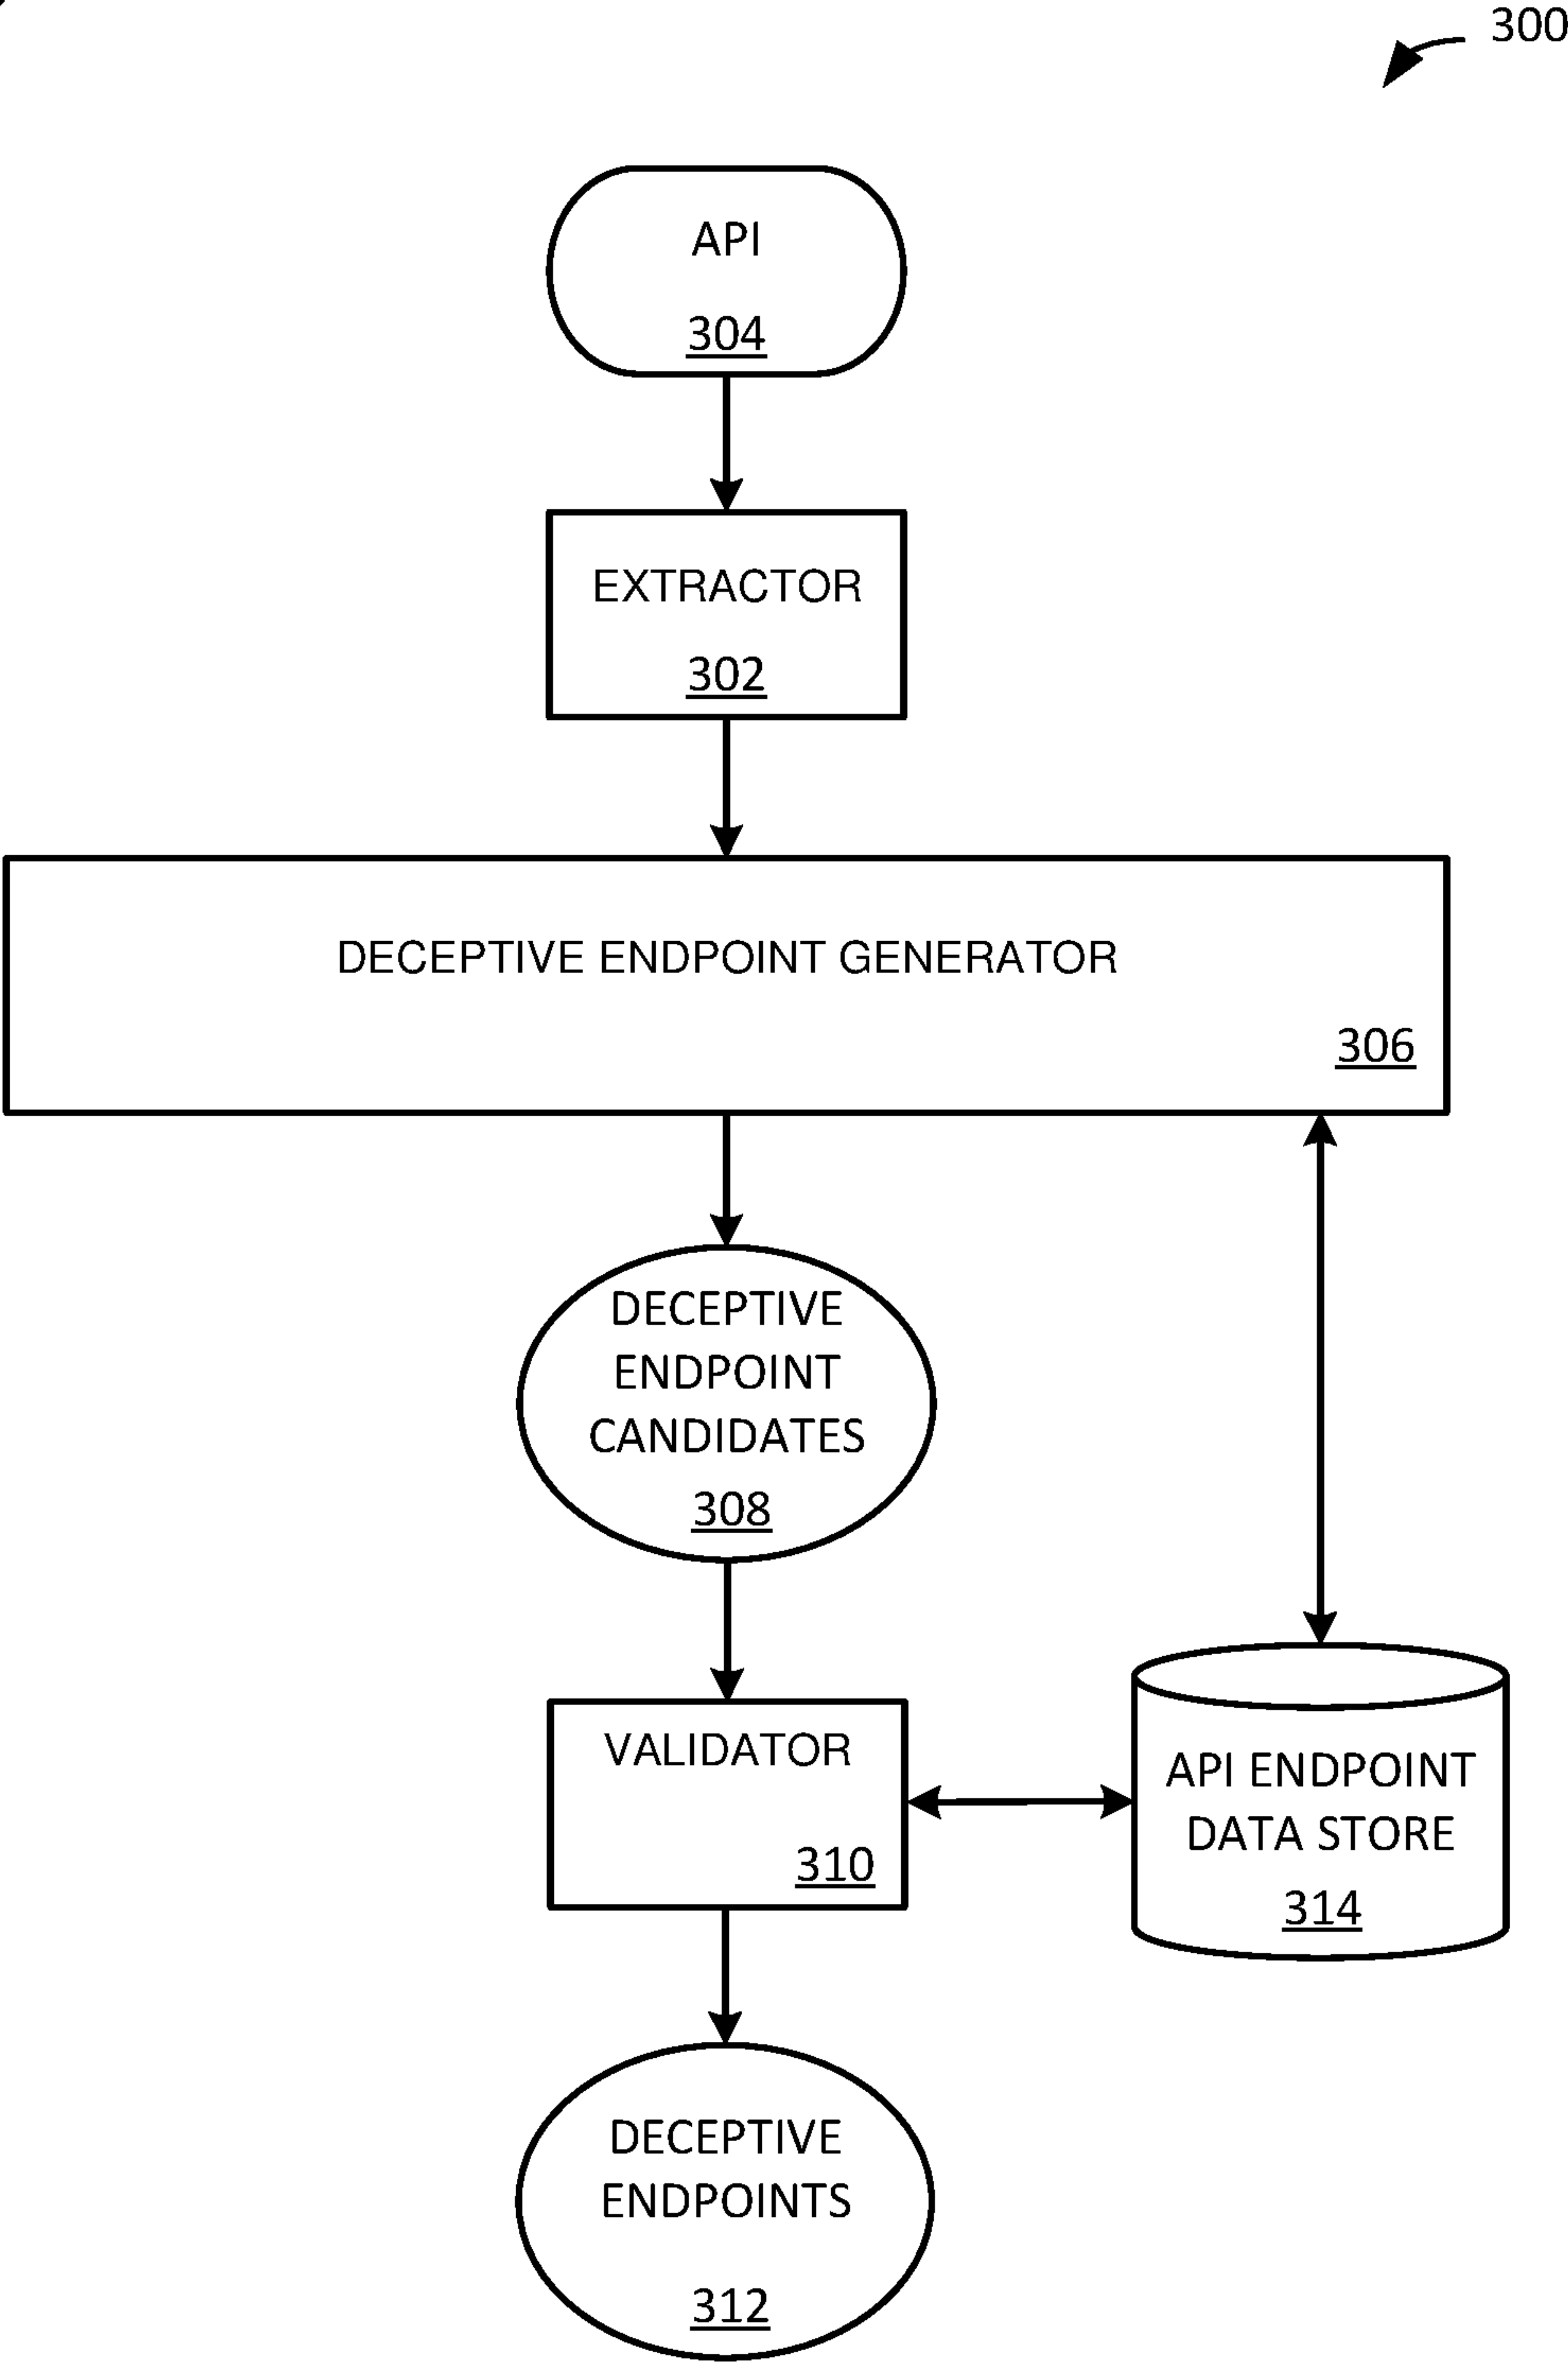 300
API
304
EXTRACTOR
302
DECEPTIVE ENDPOINT GENERATOR
306
DECEPTIVE
ENDPOINT
CANDIDATES
308
VALIDATOR
310
API ENDPOINT
DATA STORE
314
DECEPTIVE
ENDPOINTS
312